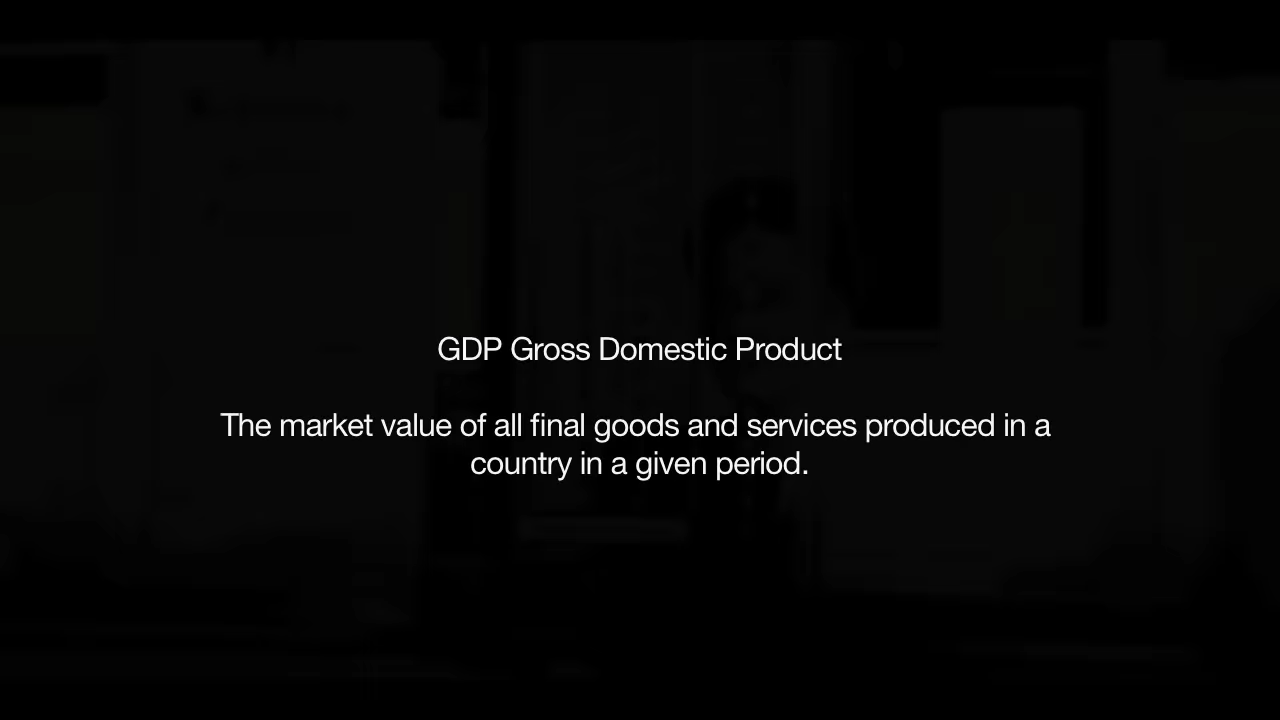 GDP Gross Domestic Product
The market value of all final goods and services produced in a
country in a given period.